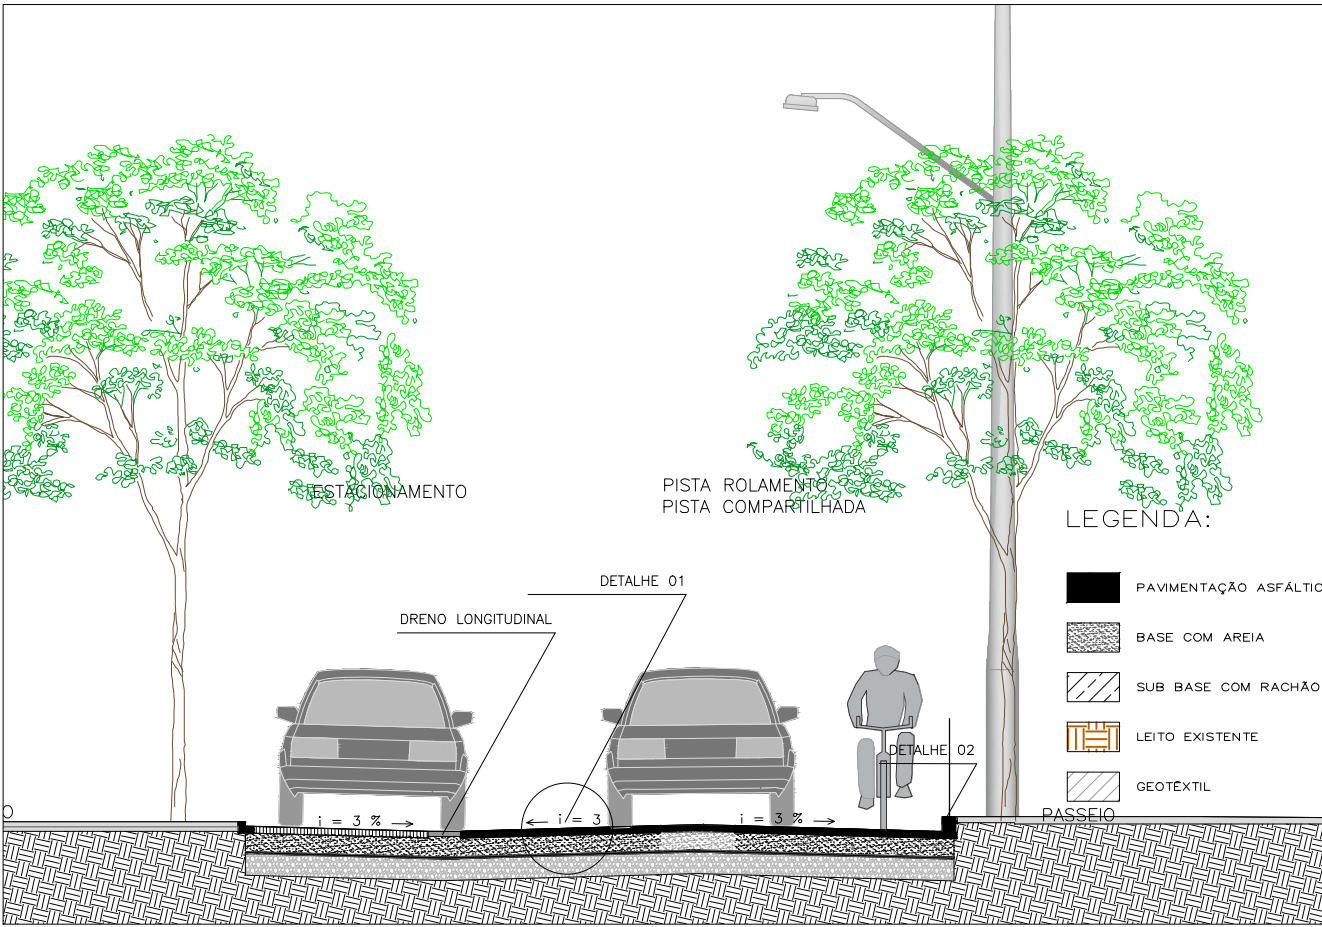 ESTACIONAMENTO
PISTA ROLAMENTO
PISTA COMPARTILHADA
LEGENDA:
DETALHE 01
PAVIMENTAÇÃO ASFÁLTIC
DRENO LONGITUDINAL
BASE COM AREIA
SUB BASE COM RACHÃO
LEITO EXISTENTE
DETALHE 02
GEOTÊXTIL
O
PASSEIO
i = 3 %
i = 3
i = 3 %